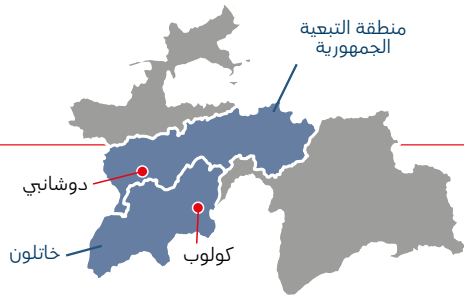 منطقة التبعية
الجمهورية
دوشانبي
كولوب
خاتلون